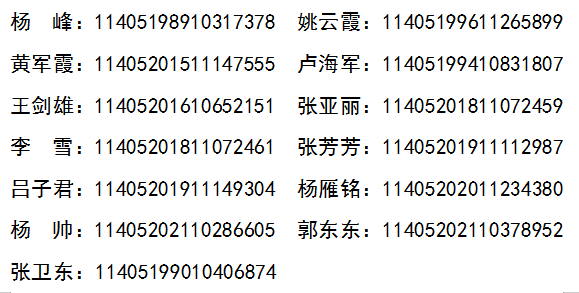 杨　峰：11405198910317378　姚云霞：11405199611265899
黄军霞：11405201511147555　卢海军：11405199410831807
王剑雄：11405201610652151　张亚丽：11405201811072459
李　雪：11405201811072461　张芳芳：11405201911112987
吕子君：11405201911149304　杨雁铭：11405202011234380
杨　帅：11405202110286605　郭东东：11405202110378952
张卫东：11405199010406874